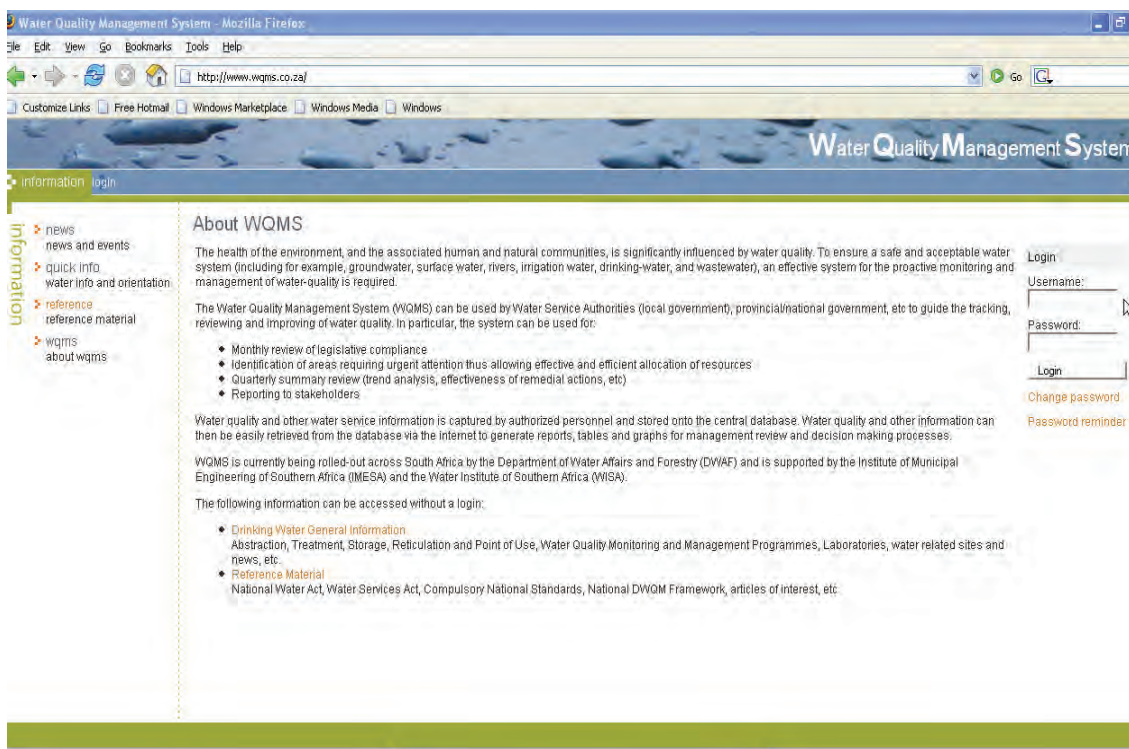 Water Quality Management System - Mozilla Firefox
File Edit View Go Bookmarks Tools Help
http://www.wqms.co.za/
Go
G
Customize Links Free Hotmail Windows Marketplace Windows Media Windows
Water Quality Management System
information login
information
news
news and events
quick info
water info and orientation
reference
reference material
wqms
about wqms
About WQMS
The health of the environment, and the associated human and natural communities, is significantly influenced by water quality. To ensure a safe and acceptable water
system (including for example, groundwater, surface water, rivers, irrigation water, drinking-water, and wastewater), an effective system for the proactive monitoring and
management of water-quality is required.
The Water Quality Management System (WQMS) can be used by Water Service Authorities (local government), provincial/national government, etc to guide the tracking,
reviewing and improving of water quality. In particular, the system can be used for:
Monthly review of legislative compliance
Identification of areas requiring urgent attention thus allowing effective and efficient allocation of resources
Quarterly summary review (trend analysis, effectiveness of remedial actions, etc)
Reporting to stakeholders
Water quality and other water service information is captured by authorized personnel and stored onto the central database. Water quality and other information can
then be easily retrieved from the database via the internet to generate reports, tables and graphs for management review and decision making processes.
WQMS is currently being rolled-out across South Africa by the Department of Water Affairs and Forestry (DWAF) and is supported by the Institute of Municipal
Engineering of Southern Africa (IMESA) and the Water Institute of Southern Africa (WISA).
The following information can be accessed without a login:
Drinking Water General Information
Abstraction, Treatment, Storage, Reticulation and Point of Use, Water Quality Monitoring and Management Programmes, Laboratories, water related sites and
news, etc.
Reference Material
National Water Act, Water Services Act, Compulsory National Standards, National DWQM Framework, articles of interest, etc
Login
Username:
Password:
Login
Change password
Password reminder